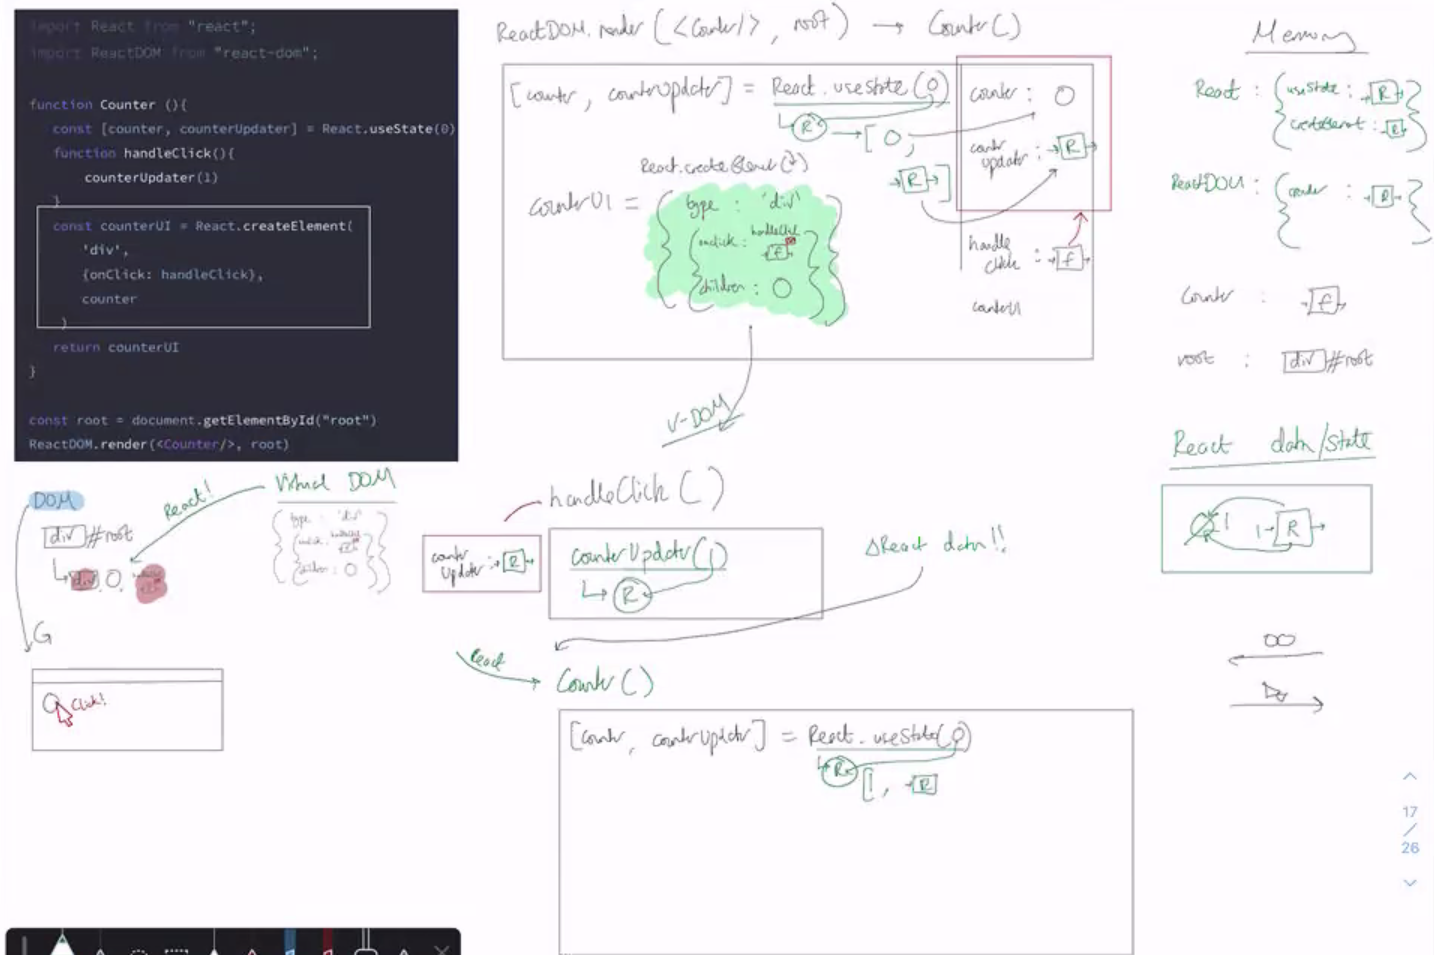 import React from "react";
import ReactDOM from "react-dom";
function Counter (){
const [counter, counterUpdater] = React.useState(0)
function handleClick(){
counterUpdater(1)
}
const counterUI = React.createElement(
'div',
{onClick: handleClick},
counter
)
return counterUI
}
const root = document.getElementById("root")
ReactDOM.render(<Counter/>, root)
ReactDOM.render(<Counter/>, root) → Counter()
[counter, counterUpdater] = React.useState(0)
R → [0,
R]
counter : 0
counter updater : R
React.createElement()
counterUI = { type : 'div'
onclick : handleClick
f
children : 0 }
handle click : f
counterUI
V-DOM
Memory
React : { useState : R
createElement : R }
ReactDOM : { render : R }
Counter : f
root : div #root
React data/state
0 1 R
∞
DOM
div #root
div, 0,
React!
Virtual DOM
{ type : 'div'
children : 0 }
G
Click!
handleClick()
counter Updater : R
counterUpdater(1)
R
ΔReact data!!
React
Counter()
[counter, counterUpdater] = React.useState(0)
R [1, R
17
/
26